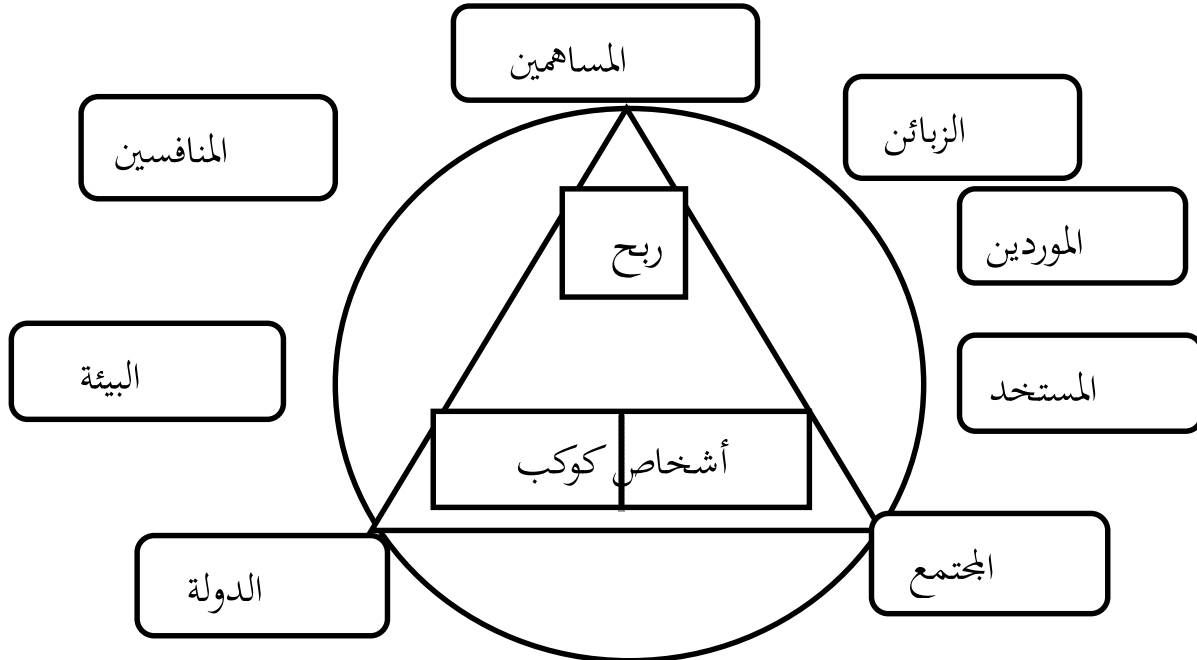 المساهمين
الزبائن
المنافسين
الموردين
ربح
البيئة
المستخد
أشخاص كوكب
المجتمع
الدولة